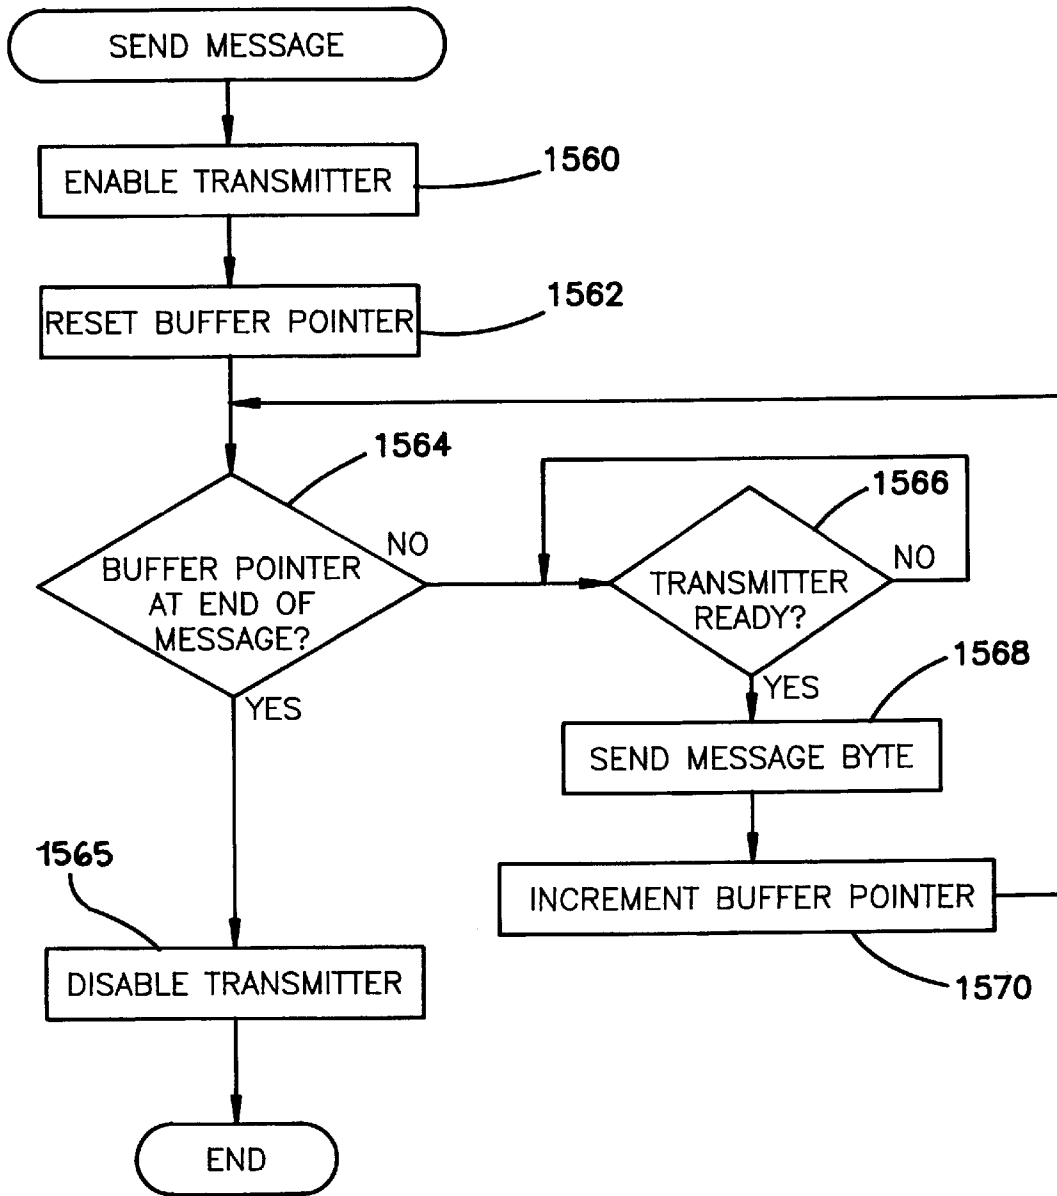 SEND MESSAGE
ENABLE TRANSMITTER
1560
RESET BUFFER POINTER
1562
1564
BUFFER POINTER
AT END OF
MESSAGE?
NO
YES
1566
TRANSMITTER
READY?
NO
YES
1568
SEND MESSAGE BYTE
INCREMENT BUFFER POINTER
1570
1565
DISABLE TRANSMITTER
END